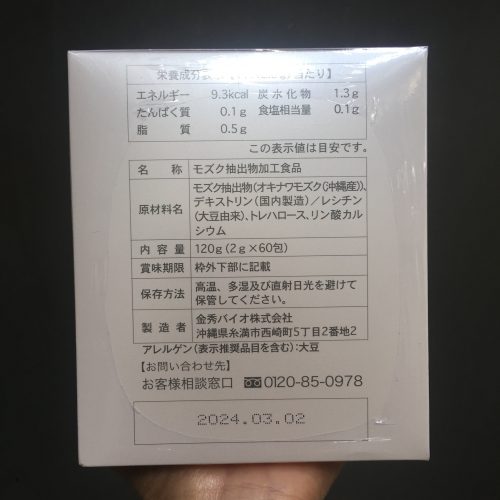 栄養成分表示【 当たり】
エネルギー 9.3kcal 炭水化物 1.3g
たんぱく質 0.1g 食塩相当量 0.1g
脂 質 0.5g
この表示値は目安です。
名 称 モズク抽出物加工食品
原材料名 モズク抽出物(オキナワモズク(沖縄産))、
デキストリン(国内製造)/レシチン
(大豆由来)、トレハロース、リン酸カル
シウム
内 容 量 120g(2g×60包)
賞味期限 枠外下部に記載
保存方法 高温、多湿及び直射日光を避けて
保管してください。
製 造 者 金秀バイオ株式会社
沖縄県糸満市西崎町5丁目2番地2
アレルゲン(表示推奨品目を含む):大豆
【お問い合わせ先】
お客様相談窓口 0120-85-0978
2024.03.02